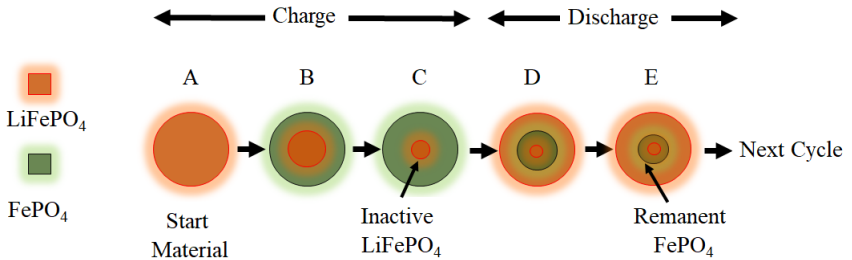 Charge
Discharge
A
B
C
D
E
LiFePO₄
FePO₄
Next Cycle
Start
Material
Inactive
LiFePO₄
Remanent
FePO₄